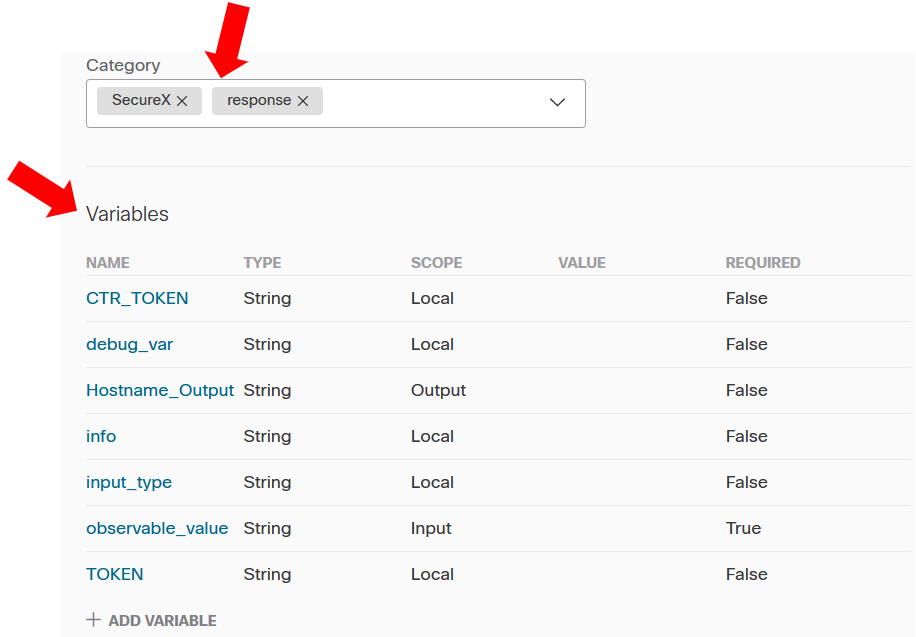 Category
SecureX × response ×
Variables
NAME TYPE SCOPE VALUE REQUIRED
CTR_TOKEN String Local False
debug_var String Local False
Hostname_Output String Output False
info String Local False
input_type String Local False
observable_value String Input True
TOKEN String Local False
+ ADD VARIABLE